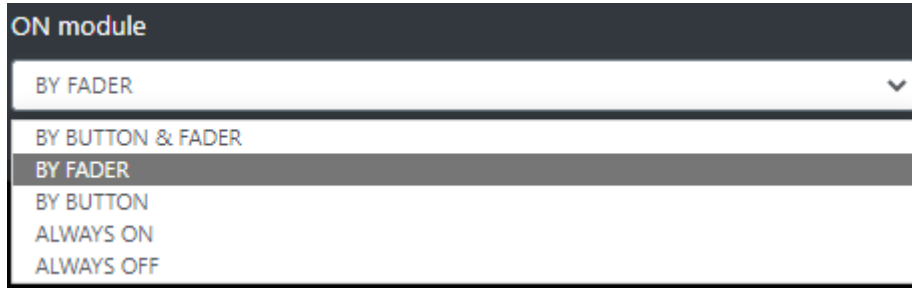 ON module
BY FADER
BY BUTTON & FADER
BY FADER
BY BUTTON
ALWAYS ON
ALWAYS OFF